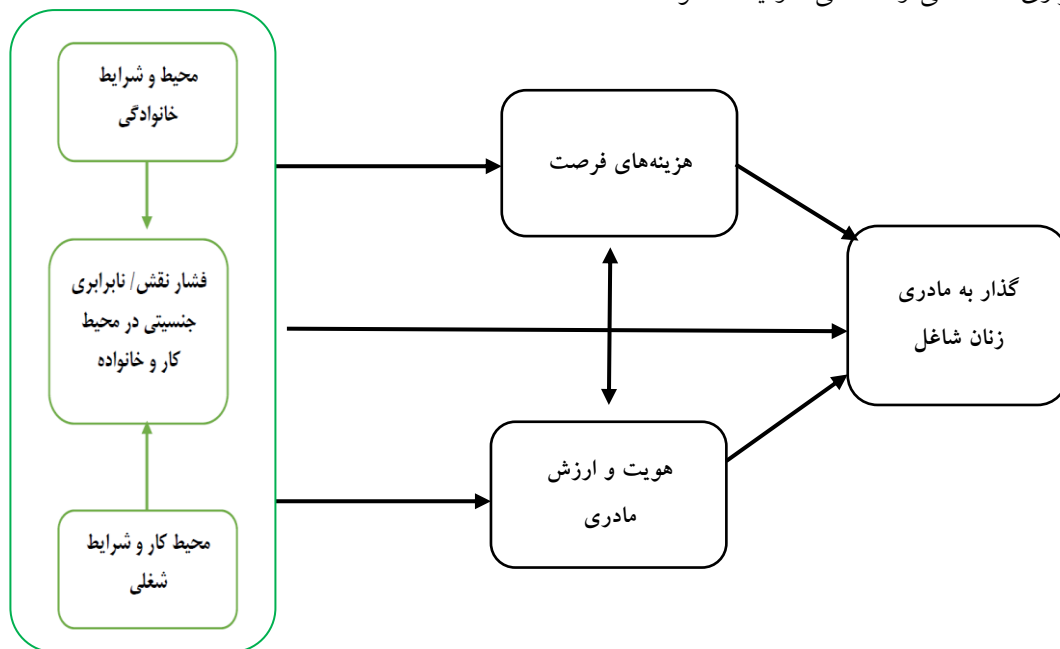 محیط و شرایط
خانوادگی
هزینه‌های فرصت
فشار نقش/ نابرابری
جنسیتی در محیط
کار و خانواده
گذار به مادری
زنان شاغل
هویت و ارزش
مادری
محیط کار و شرایط
شغلی